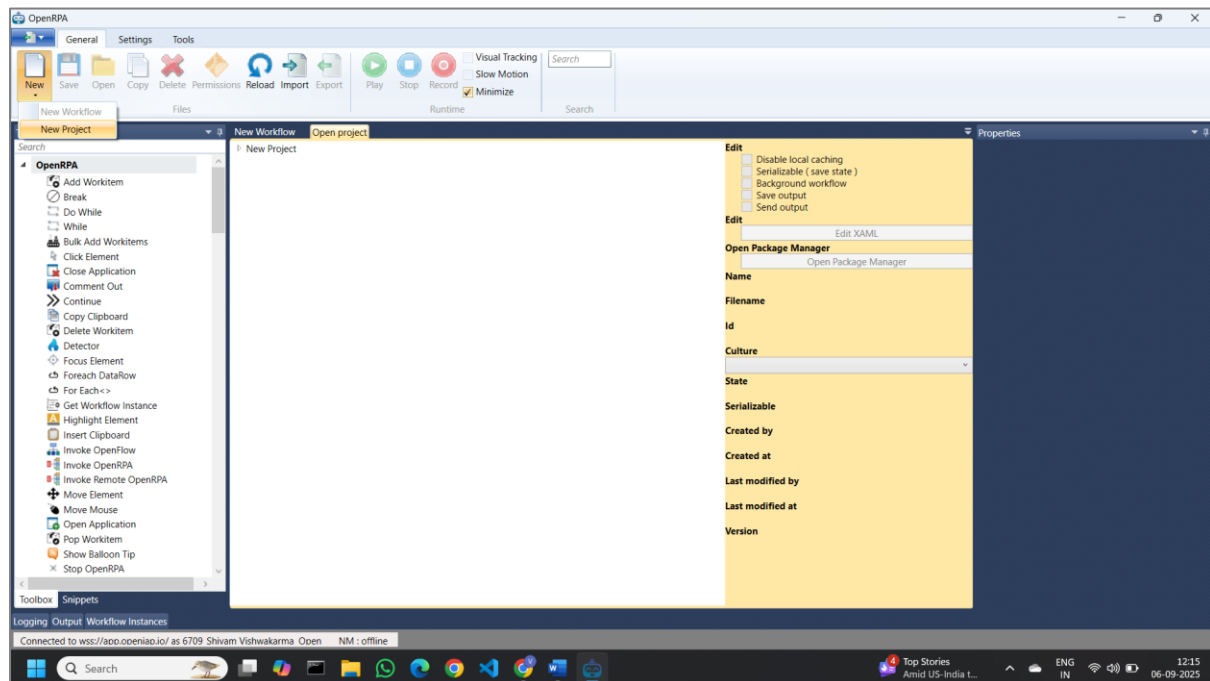 OpenRPA
General Settings Tools
New Save Open Copy Delete Permissions Reload Import Export Play Stop Record
Visual Tracking
Slow Motion
Minimize
Search
Files Runtime Search
New Workflow
New Project
Search
OpenRPA
Add Workitem
Break
Do While
While
Bulk Add Workitems
Click Element
Close Application
Comment Out
Continue
Copy Clipboard
Delete Workitem
Detector
Focus Element
Foreach DataRow
For Each<>
Get Workflow Instance
Highlight Element
Insert Clipboard
Invoke OpenFlow
Invoke OpenRPA
Invoke Remote OpenRPA
Move Element
Move Mouse
Open Application
Pop Workitem
Show Balloon Tip
Stop OpenRPA
Toolbox Snippets
New Workflow Open project
New Project
Edit
Disable local caching
Serializable ( save state )
Background workflow
Save output
Send output
Edit
Edit XAML
Open Package Manager
Open Package Manager
Name
Filename
Id
Culture
State
Serializable
Created by
Created at
Last modified by
Last modified at
Version
Properties
Logging Output Workflow Instances
Connected to wss://app.openiap.io/ as 6709 Shivam Vishwakarma Open NM : offline
Search
4
Top Stories
Amid US-India t...
ENG
IN
12:15
06-09-2025